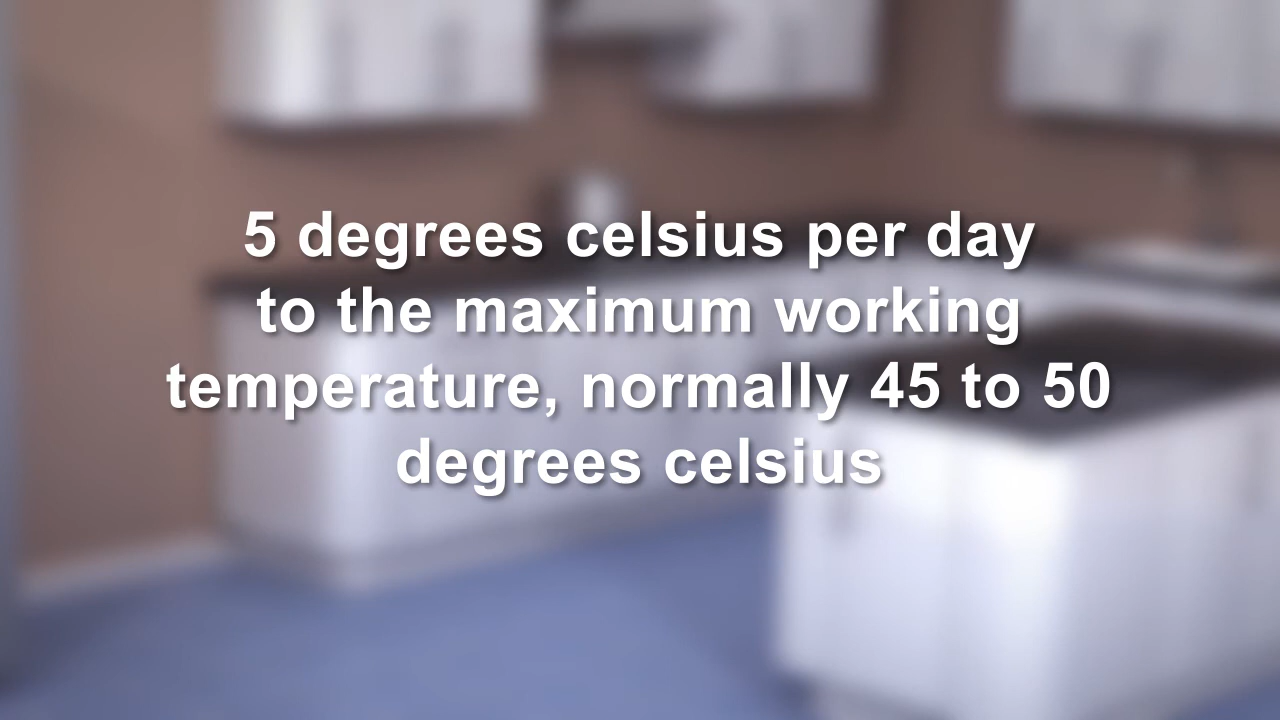 5 degrees celsius per day
to the maximum working
temperature, normally 45 to 50
degrees celsius